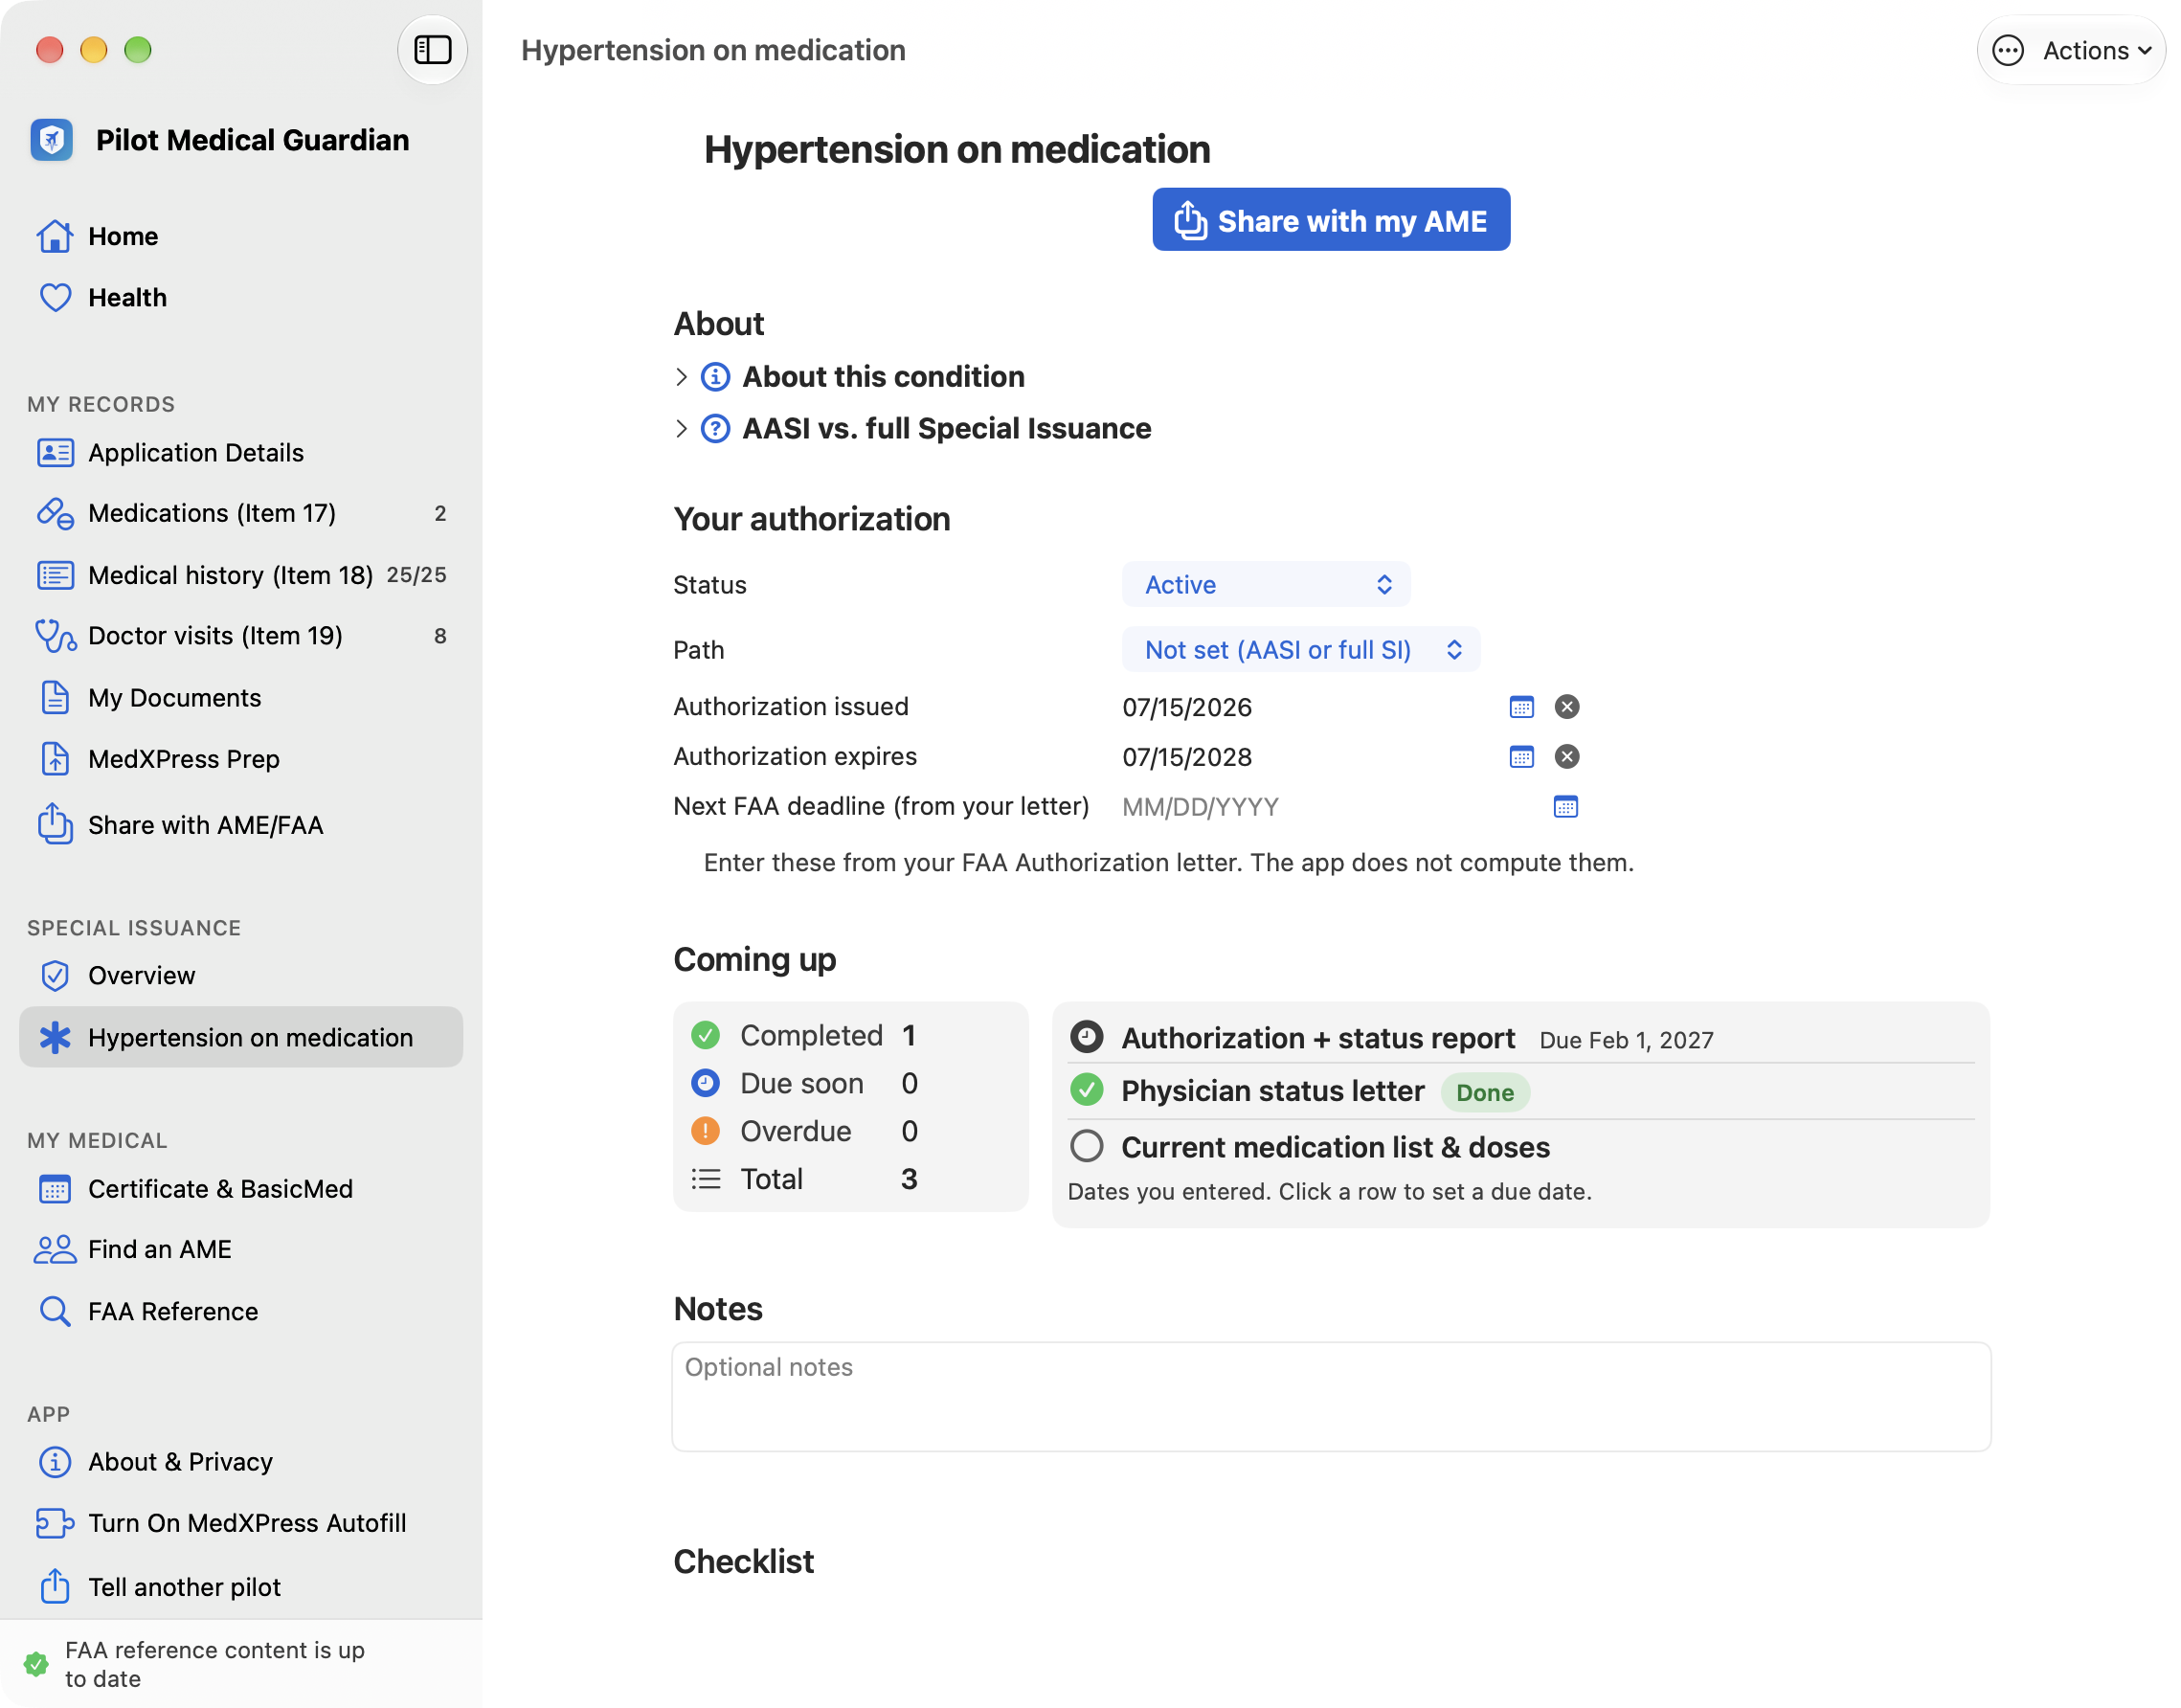 Pilot Medical Guardian
Home
Health
MY RECORDS
Application Details
Medications (Item 17) 2
Medical history (Item 18) 25/25
Doctor visits (Item 19) 8
My Documents
MedXPress Prep
Share with AME/FAA
SPECIAL ISSUANCE
Overview
Hypertension on medication
MY MEDICAL
Certificate & BasicMed
Find an AME
FAA Reference
APP
About & Privacy
Turn On MedXPress Autofill
Tell another pilot
FAA reference content is up
to date
Hypertension on medication
Actions
Hypertension on medication
Share with my AME
About
About this condition
AASI vs. full Special Issuance
Your authorization
Status Active
Path Not set (AASI or full SI)
Authorization issued 07/15/2026
Authorization expires 07/15/2028
Next FAA deadline (from your letter) MM/DD/YYYY
Enter these from your FAA Authorization letter. The app does not compute them.
Coming up
Completed 1
Due soon 0
Overdue 0
Total 3
Authorization + status report Due Feb 1, 2027
Physician status letter Done
Current medication list & doses
Dates you entered. Click a row to set a due date.
Notes
Optional notes
Checklist